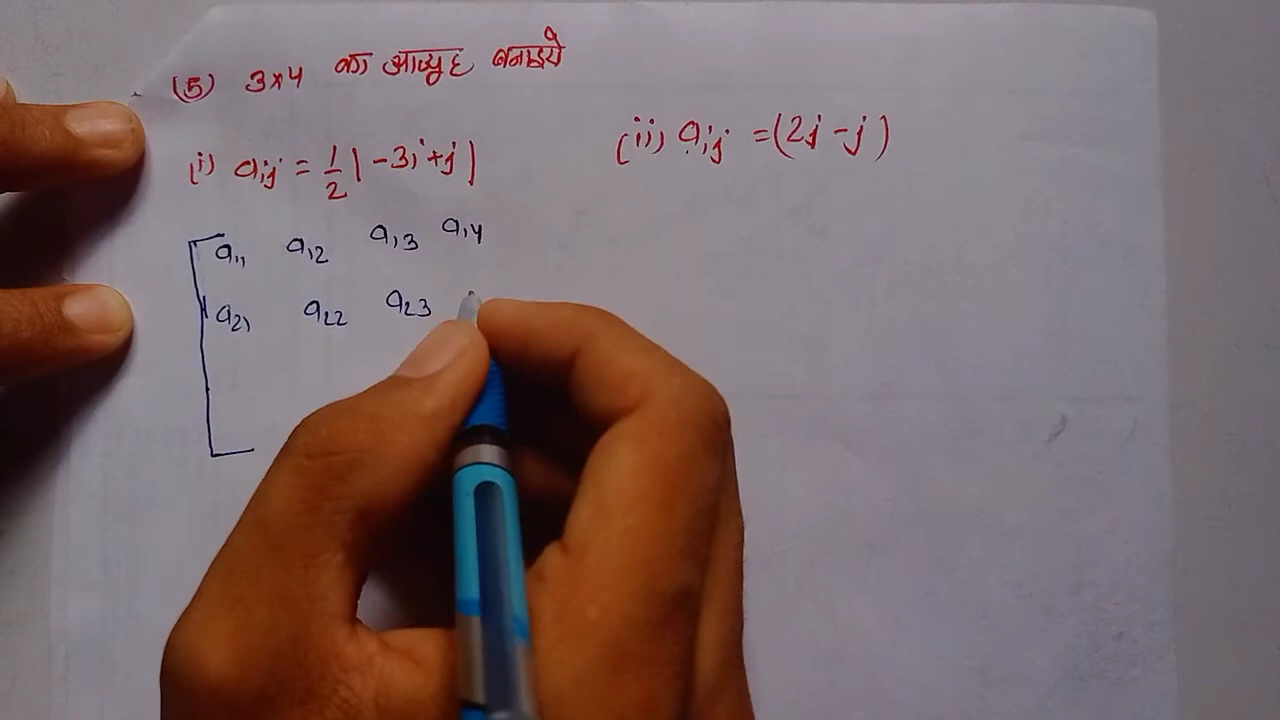 (5) 3×4 का आव्युह बनाइये
(i) aij = 1/2 | -3i+j |
(ii) aij = (2j - j)
a11 a12 a13 a14
a21 a22 a23